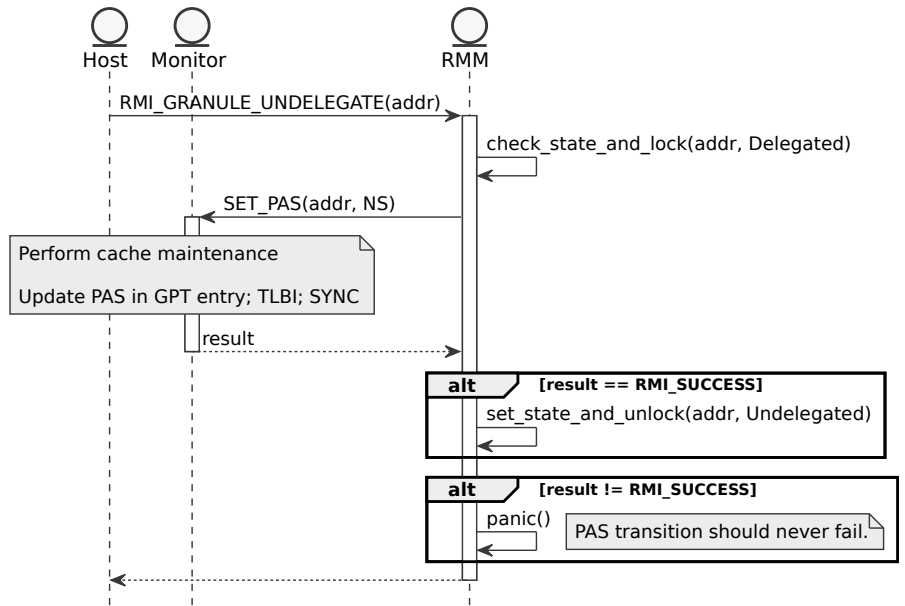 Host
Monitor
RMM
RMI_GRANULE_UNDELEGATE(addr)
check_state_and_lock(addr, Delegated)
SET_PAS(addr, NS)
Perform cache maintenance
Update PAS in GPT entry; TLBI; SYNC
result
alt [result == RMI_SUCCESS]
set_state_and_unlock(addr, Undelegated)
alt [result != RMI_SUCCESS]
panic()
PAS transition should never fail.